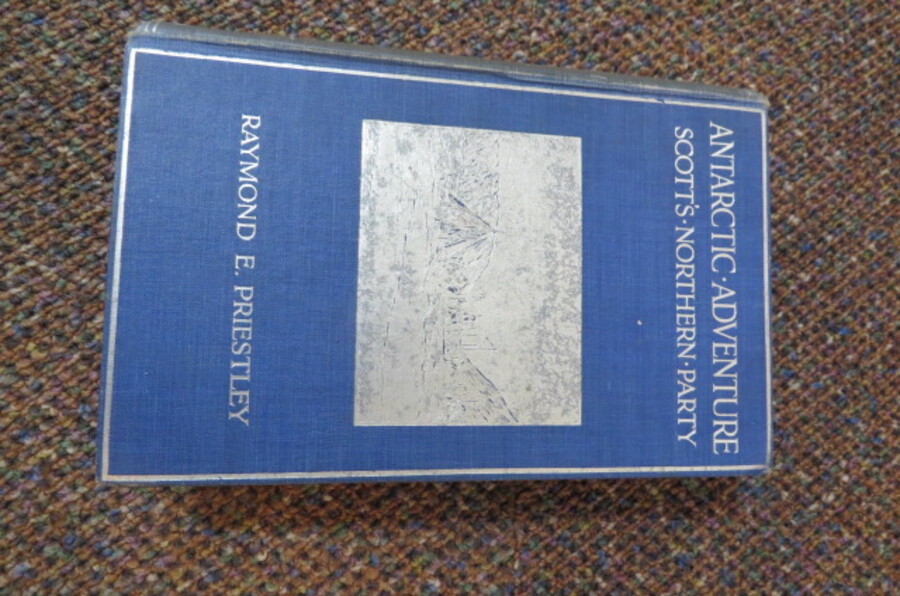 ANTARCTIC·ADVENTURE
SCOTT'S·NORTHERN·PARTY
RAYMOND E. PRIESTLEY